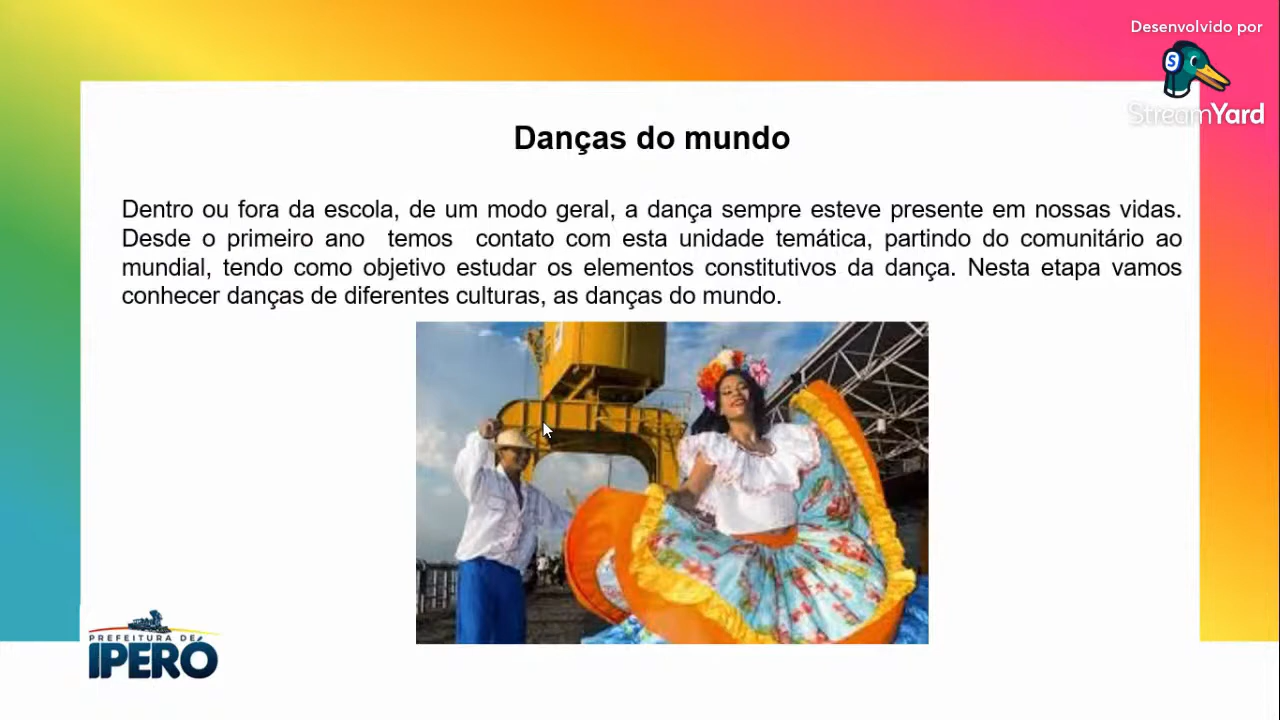 Desenvolvido por
StreamYard
Danças do mundo
Dentro ou fora da escola, de um modo geral, a dança sempre esteve presente em nossas vidas.
Desde o primeiro ano temos contato com esta unidade temática, partindo do comunitário ao
mundial, tendo como objetivo estudar os elementos constitutivos da dança. Nesta etapa vamos
conhecer danças de diferentes culturas, as danças do mundo.
PREFEITURA DE
IPERÓ